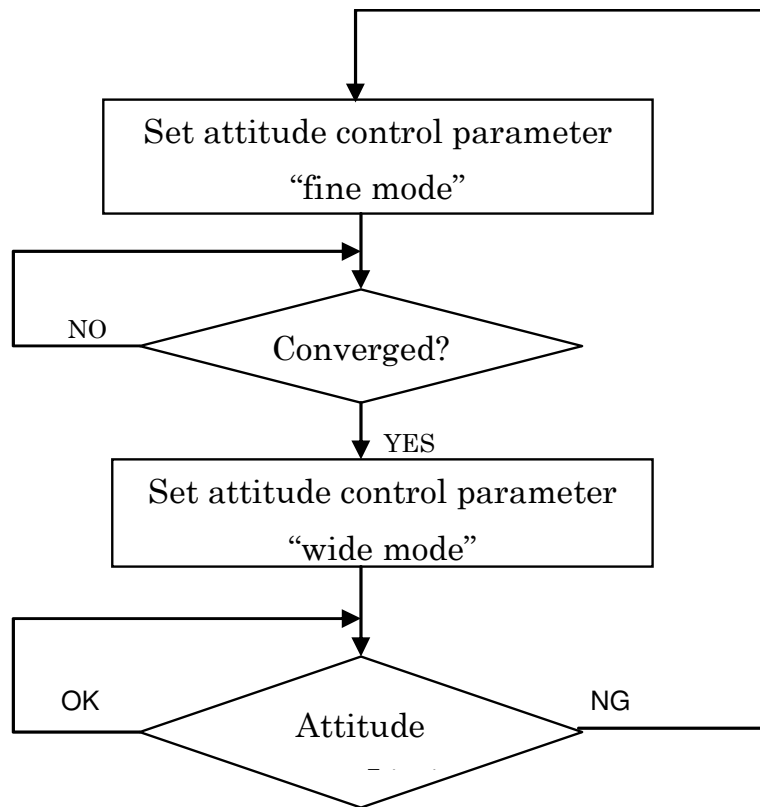 Set attitude control parameter
“fine mode”
NO
Converged?
YES
Set attitude control parameter
“wide mode”
OK
NG
Attitude